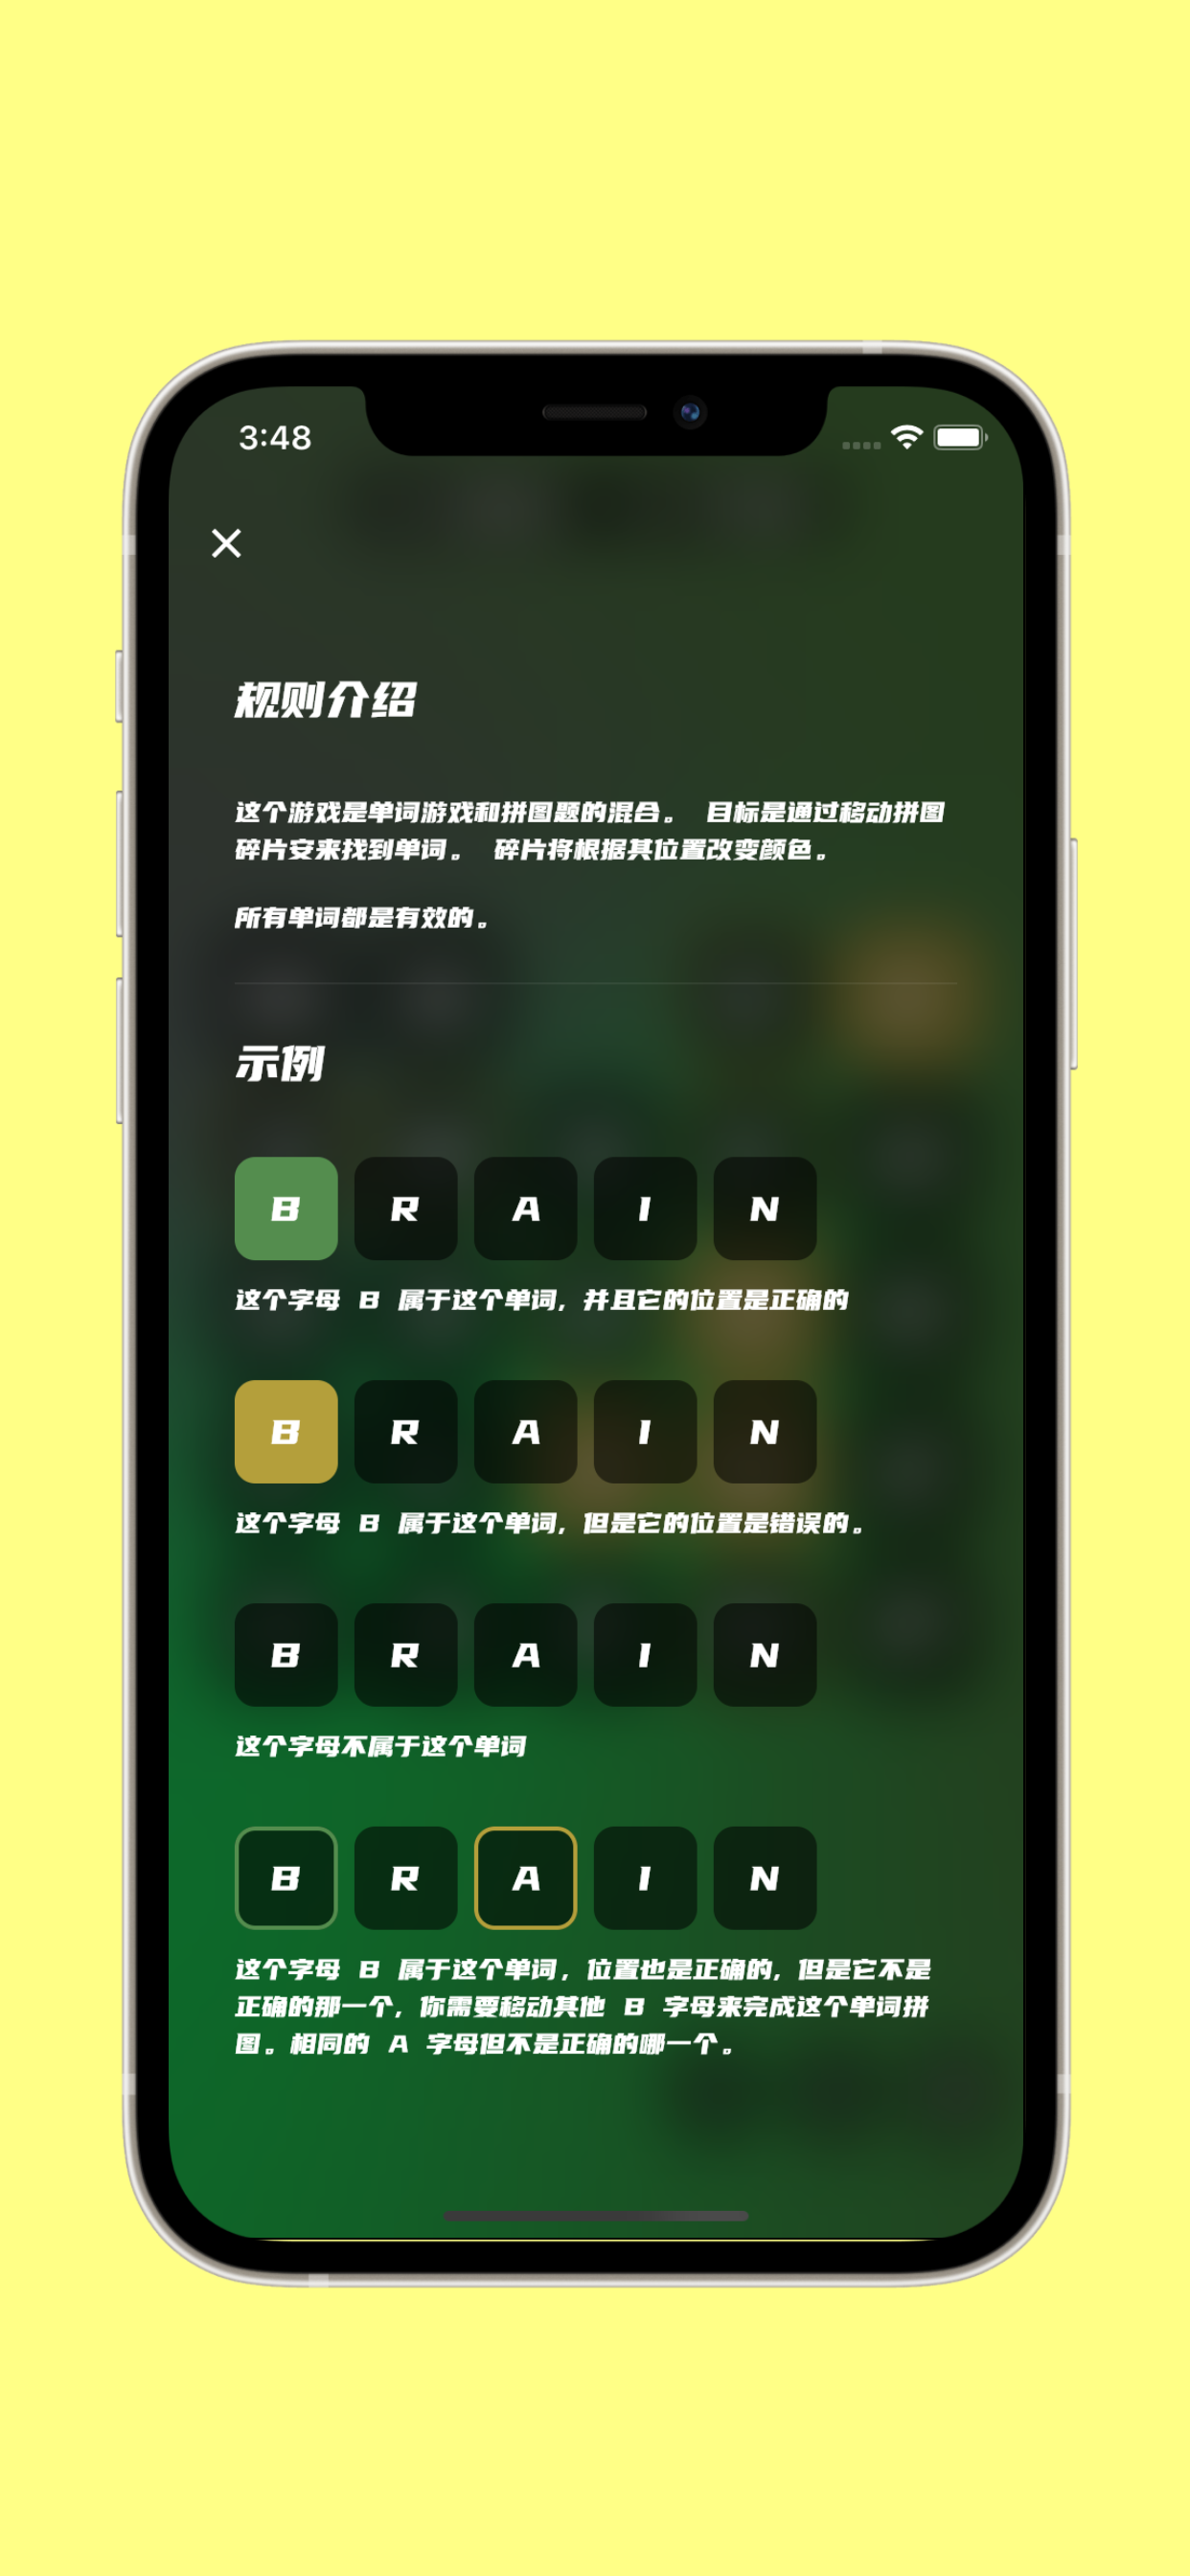 3:48
规则介绍
这个游戏是单词游戏和拼图题的混合。 目标是通过移动拼图
碎片安来找到单词。 碎片将根据其位置改变颜色。
所有单词都是有效的。
示例
B R A I N
这个字母 B 属于这个单词, 并且它的位置是正确的
B R A I N
这个字母 B 属于这个单词, 但是它的位置是错误的。
B R A I N
这个字母不属于这个单词
B R A I N
这个字母 B 属于这个单词，位置也是正确的, 但是它不是
正确的那一个, 你需要移动其他 B 字母来完成这个单词拼
图。相同的 A 字母但不是正确的哪一个。